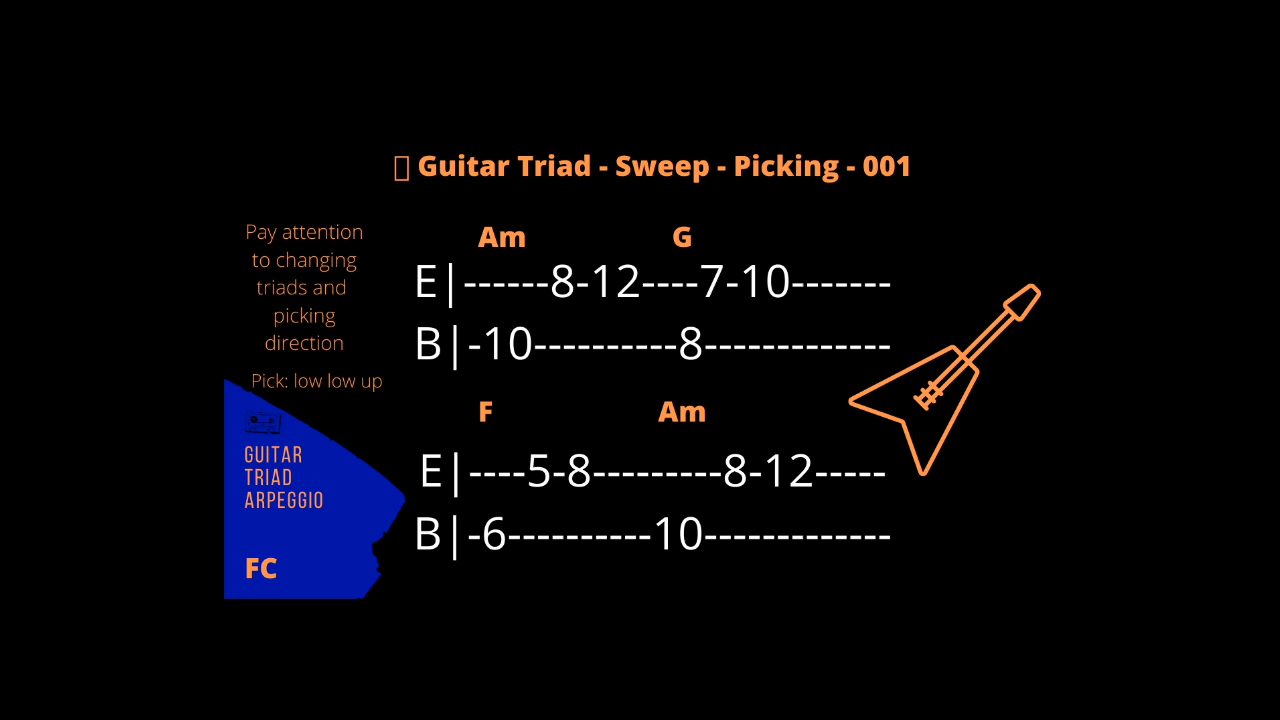 Guitar Triad - Sweep - Picking - 001
Pay attention
to changing
triads and
picking
direction
Pick: low low up
Am G
E|------8-12----7-10-------
B|-10----------8-------------
F Am
E|----5-8---------8-12-----
B|-6----------10-------------
GUITAR
TRIAD
ARPEGGIO
FC